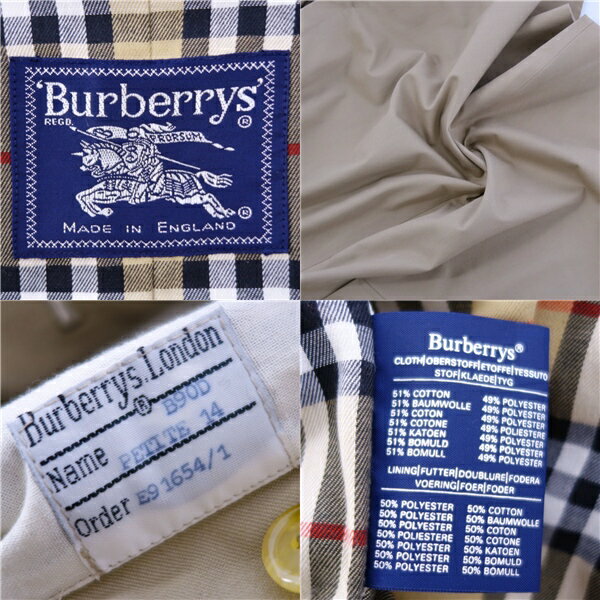 'Burberrys'
REGD.
®
PRORSUM
®
MADE IN ENGLAND
Burberrys. London
®
B90D
Name PETITE 14
Order E91654/1
Burberrys®
CLOTH|OBERSTOFF|ETOFFE|TESSUTO
STOF|KLAEDE|TYG
51% COTTON 49% POLYESTER
51% BAUMWOLLE 49% POLYESTER
51% COTON 49% POLYESTER
51% COTONE 49% POLIESTERE
51% KATOEN 49% POLYESTER
51% BOMULD 49% POLYESTER
51% BOMULL 49% POLYESTER
LINING|FUTTER|DOUBLURE|FODERA
VOERING|FOER|FODER
50% POLYESTER 50% COTTON
50% POLYESTER 50% BAUMWOLLE
50% POLYESTER 50% COTON
50% POLIESTERE 50% COTONE
50% POLYESTER 50% KATOEN
50% POLYESTER 50% BOMULD
50% POLYESTER 50% BOMULL